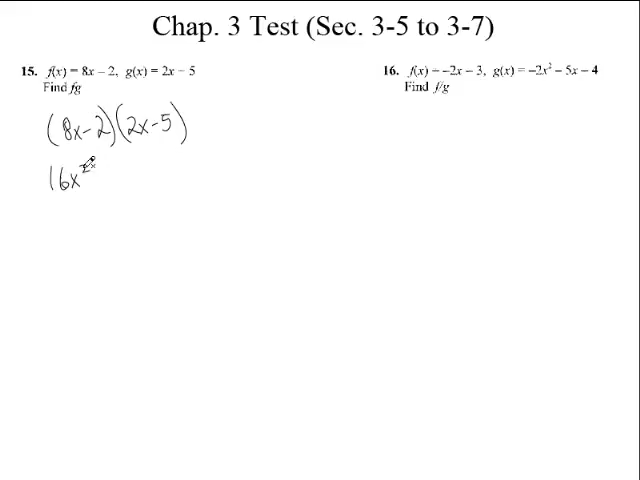 Chap. 3 Test (Sec. 3-5 to 3-7)
15. f(x) = 8x – 2, g(x) = 2x – 5
Find fg
(8x-2)(2x-5)
16x²
16. f(x) = –2x – 3, g(x) = –2x² – 5x – 4
Find f/g